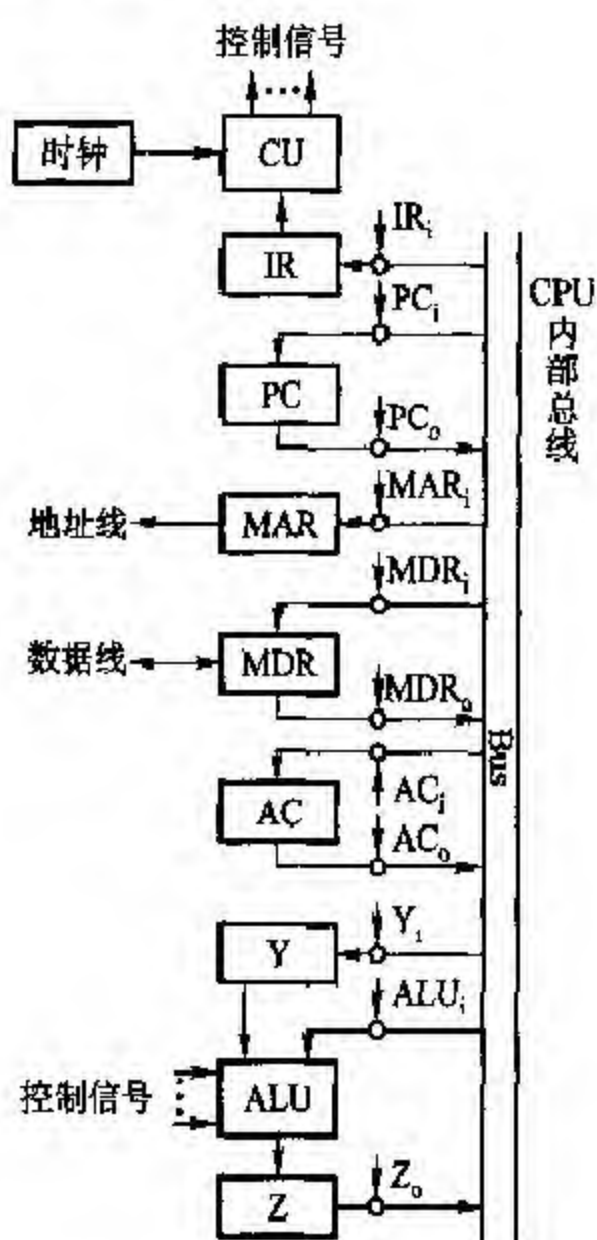 控制信号
时钟
CU
IR
IRi
PCi
CPU
内
部
总
线
PC
PCo
地址线
MAR
MARi
MDRi
数据线
MDR
MDRo
Bus
AC
ACi
ACo
Y
Yi
ALUi
控制信号
ALU
Z
Zo